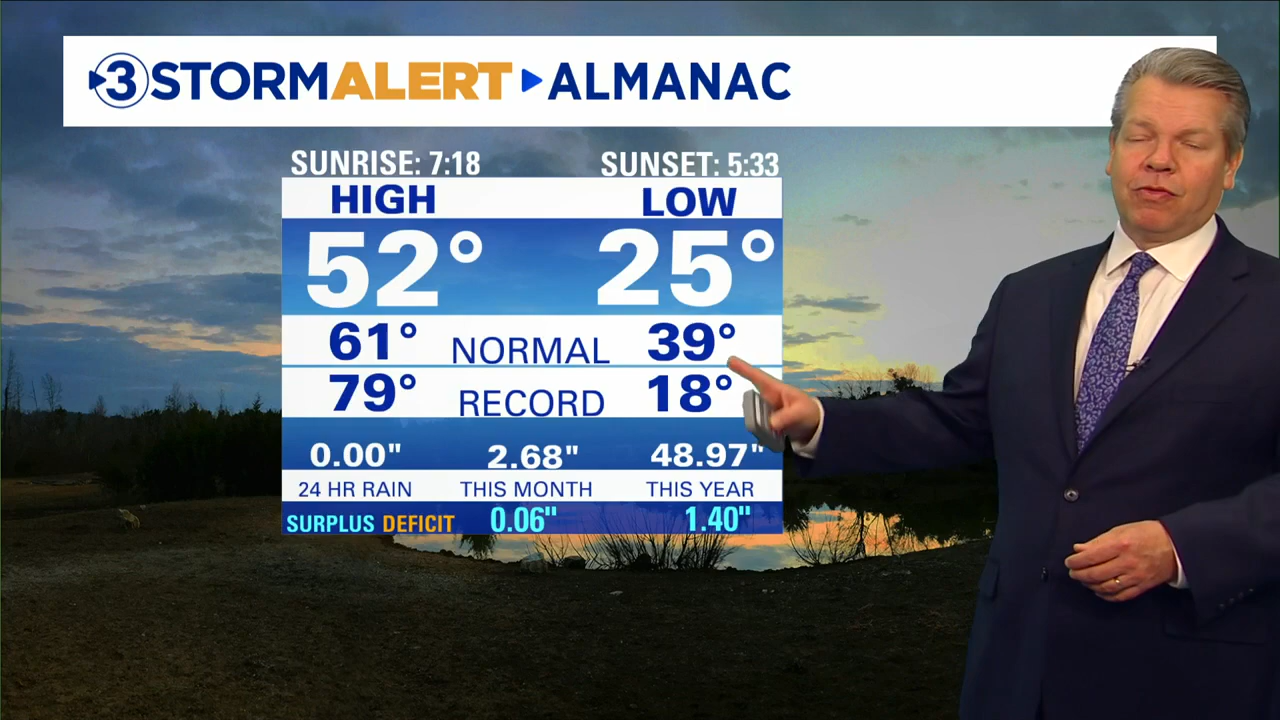 3 STORMALERT ALMANAC
SUNRISE: 7:18 SUNSET: 5:33
HIGH LOW
52° 25°
61° NORMAL 39°
79° RECORD 18°
0.00" 2.68" 48.97"
24 HR RAIN THIS MONTH THIS YEAR
SURPLUS DEFICIT 0.06" 1.40"